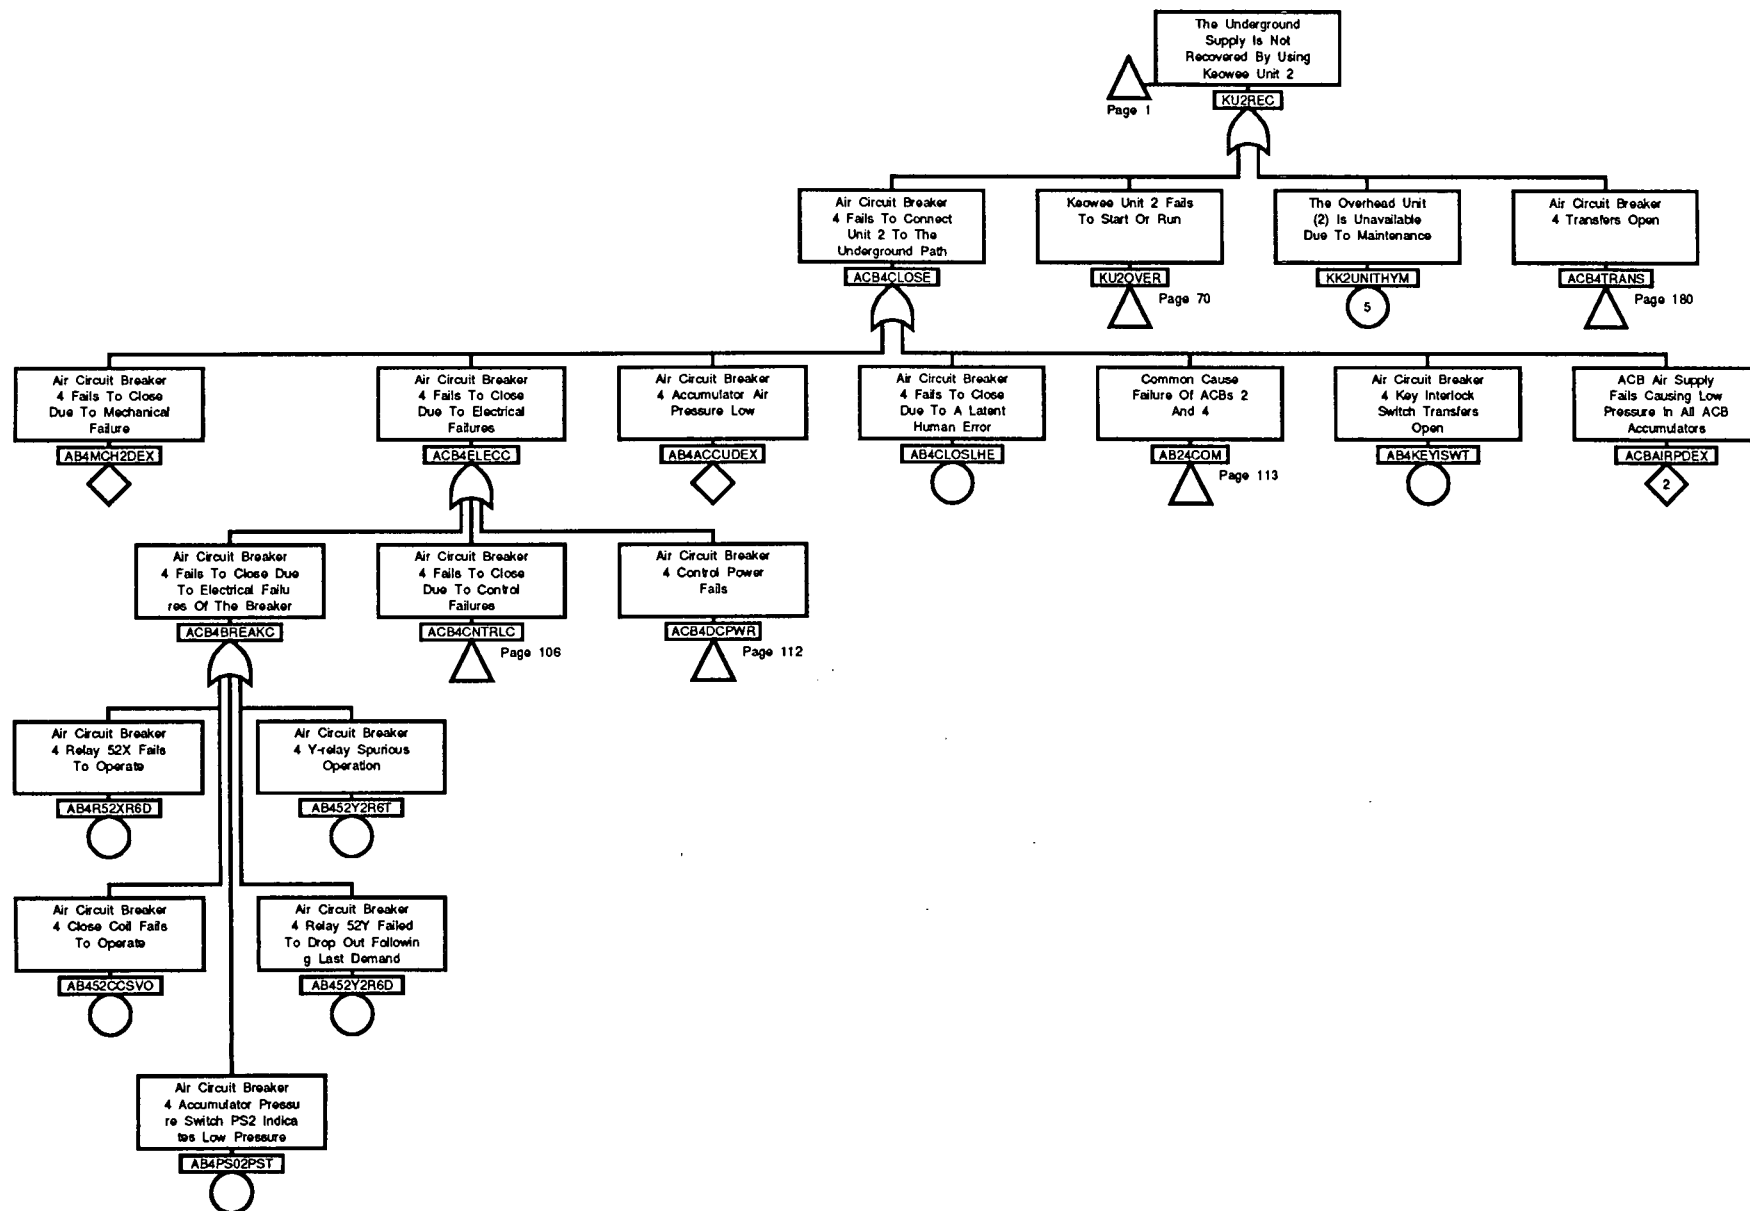 The Underground
Supply Is Not
Recovered By Using
Keowee Unit 2
Page 1
KU2REC
Air Circuit Breaker
4 Fails To Connect
Unit 2 To The
Underground Path
ACB4CLOSE
Keowee Unit 2 Fails
To Start Or Run
KU2OVER
Page 70
The Overhead Unit
(2) Is Unavailable
Due To Maintenance
KK2UNITHYM
5
Air Circuit Breaker
4 Transfers Open
ACB4TRANS
Page 180
Air Circuit Breaker
4 Fails To Close
Due To Mechanical
Failure
AB4MCH2DEX
Air Circuit Breaker
4 Fails To Close
Due To Electrical
Failures
ACB4ELECC
Air Circuit Breaker
4 Accumulator Air
Pressure Low
AB4ACCUDEX
Air Circuit Breaker
4 Fails To Close
Due To A Latent
Human Error
AB4CLOSLHE
Common Cause
Failure Of ACBs 2
And 4
AB24COM
Page 113
Air Circuit Breaker
4 Key Interlock
Switch Transfers
Open
AB4KEYISWT
ACB Air Supply
Fails Causing Low
Pressure In All ACB
Accumulators
ACBAIRPDEX
2
Air Circuit Breaker
4 Fails To Close Due
To Electrical Failu
res Of The Breaker
ACB4BREAKC
Air Circuit Breaker
4 Fails To Close
Due To Control
Failures
ACB4CNTRLC
Page 106
Air Circuit Breaker
4 Control Power
Fails
ACB4DCPWR
Page 112
Air Circuit Breaker
4 Relay 52X Fails
To Operate
AB4R52XR6D
Air Circuit Breaker
4 Y-relay Spurious
Operation
AB452Y2R6T
Air Circuit Breaker
4 Close Coil Fails
To Operate
AB452CCSVO
Air Circuit Breaker
4 Relay 52Y Failed
To Drop Out Followin
g Last Demand
AB452Y2R6D
Air Circuit Breaker
4 Accumulator Pressu
re Switch PS2 Indica
tes Low Pressure
AB4PS02PST